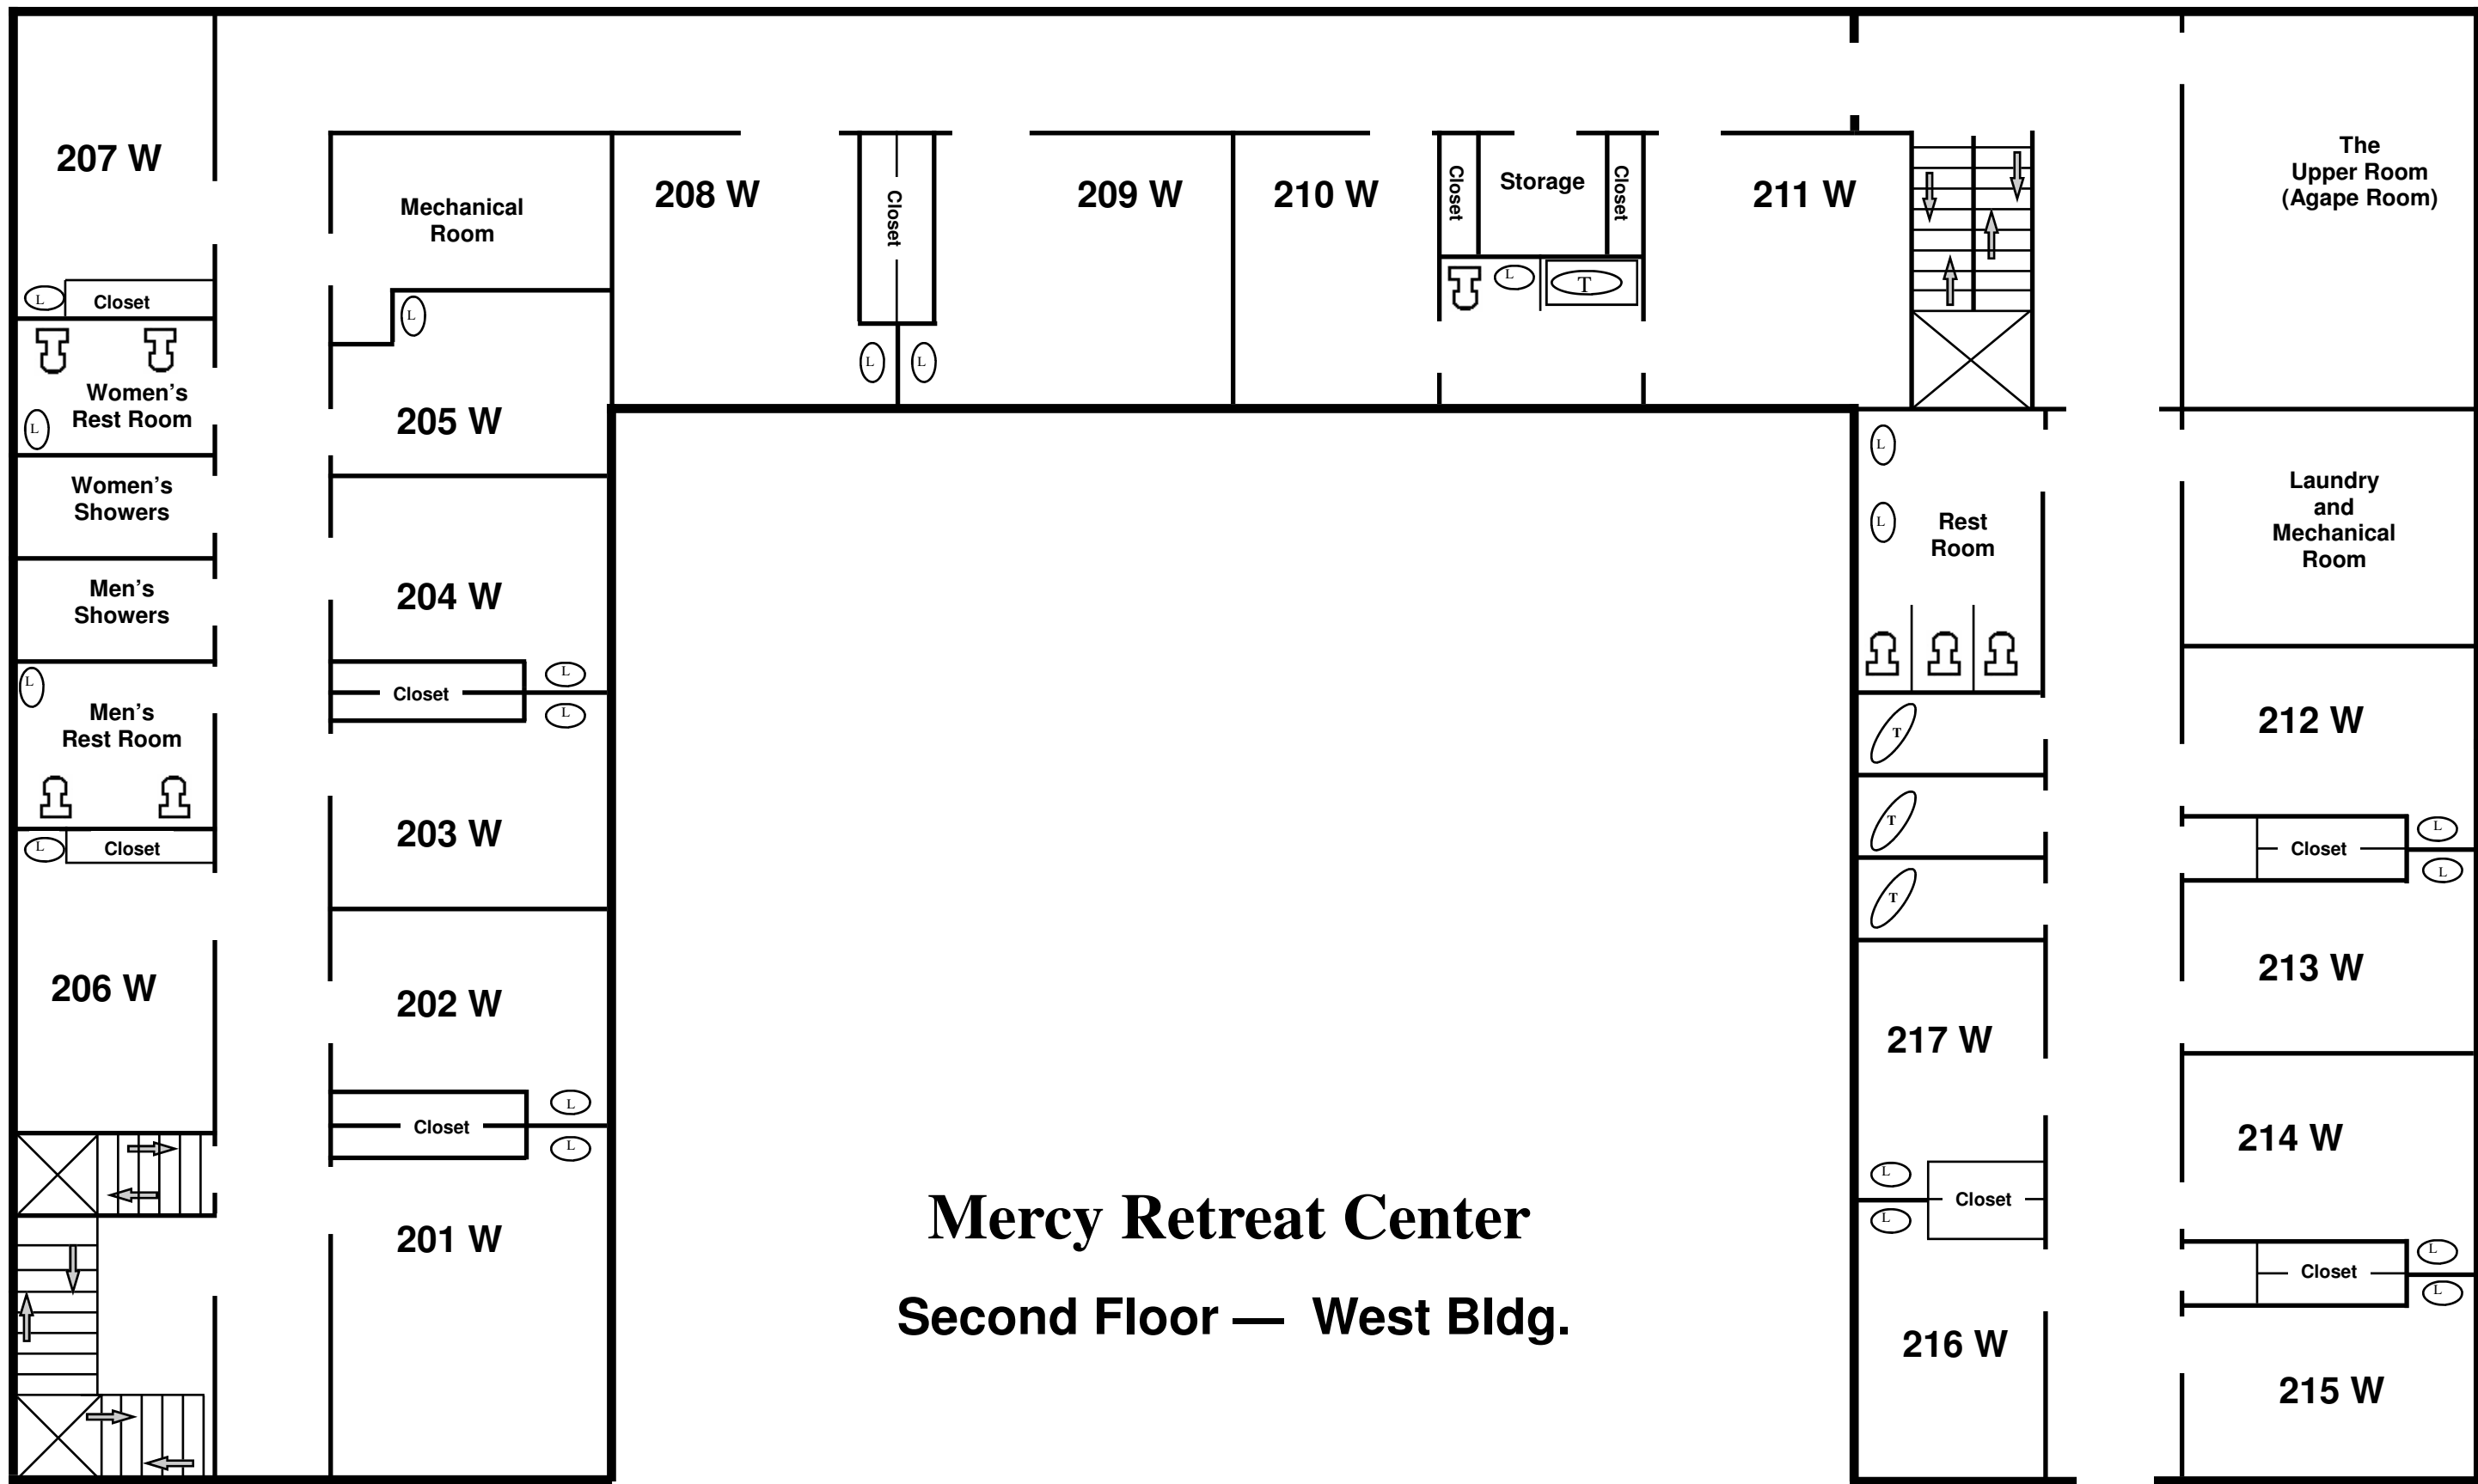 207 W
L
Closet
Women's
Rest Room
L
Women's
Showers
Men's
Showers
L
Men's
Rest Room
L
Closet
206 W
Mechanical
Room
L
205 W
204 W
L
Closet
L
203 W
202 W
L
Closet
L
201 W
208 W
Closet
L
L
209 W
210 W
Closet
Storage
Closet
L
T
211 W
The
Upper Room
(Agape Room)
L
L
Rest
Room
Laundry
and
Mechanical
Room
T
T
T
212 W
L
Closet
L
213 W
217 W
214 W
L
Closet
L
L
Closet
L
216 W
215 W
Mercy Retreat Center
Second Floor — West Bldg.